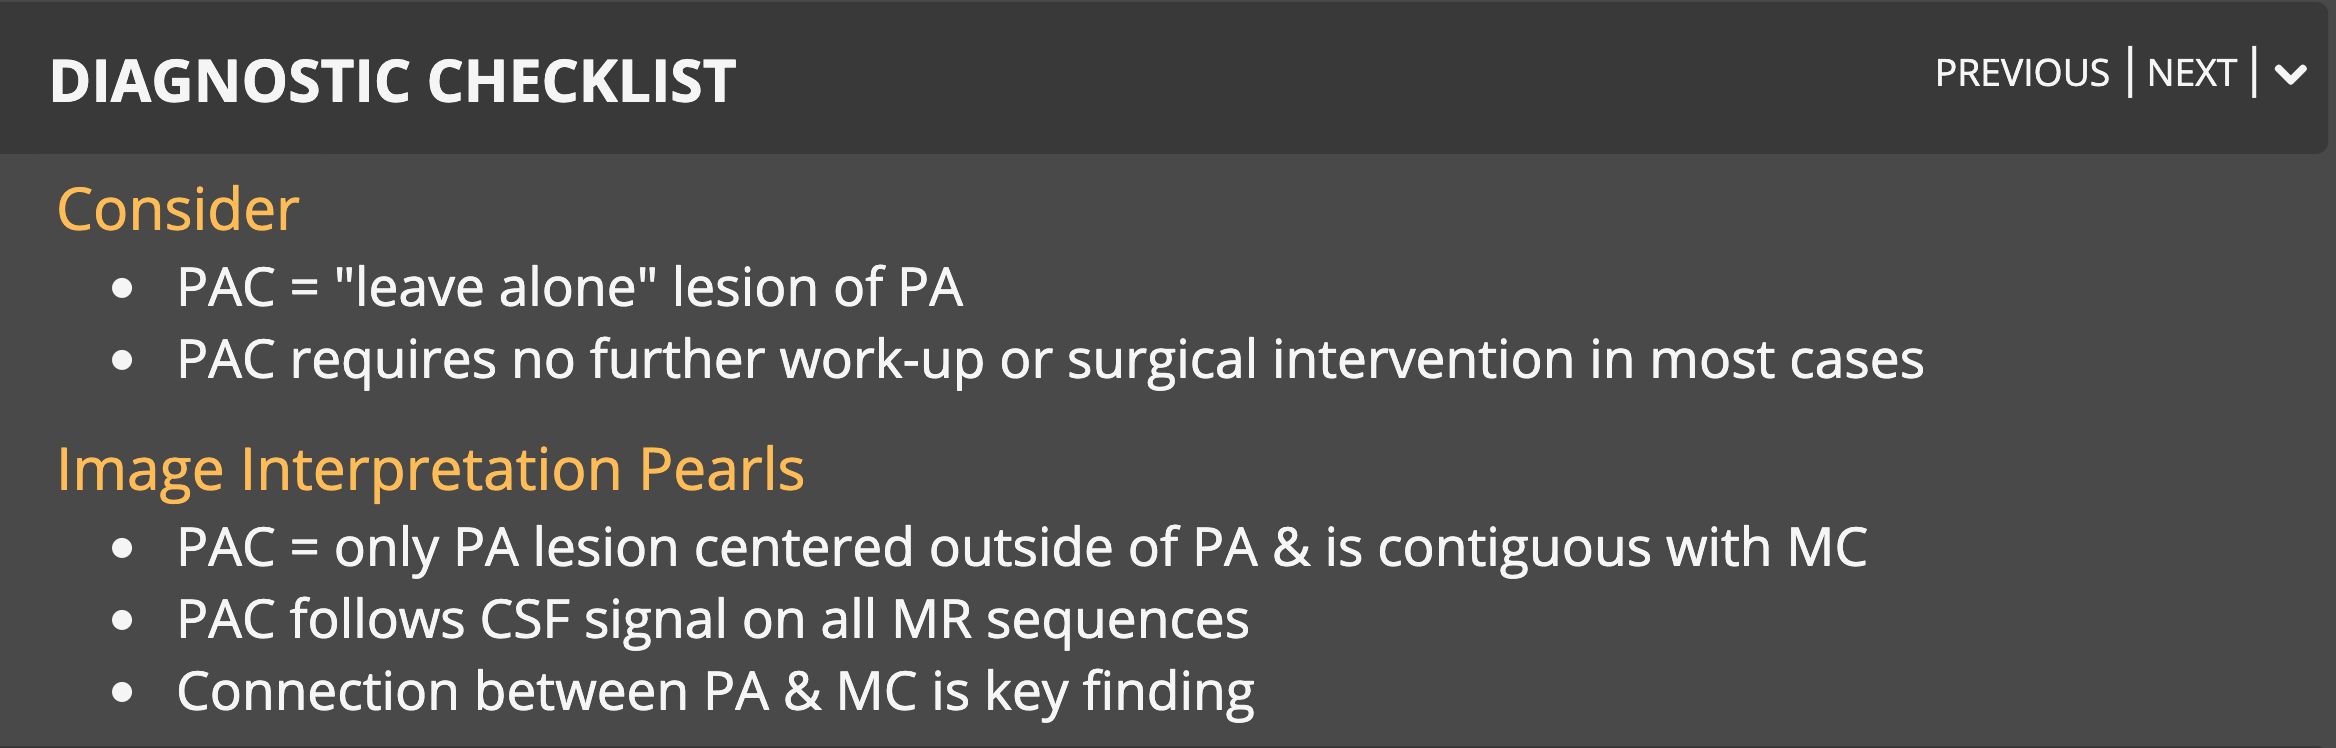 DIAGNOSTIC CHECKLIST
PREVIOUS | NEXT |
Consider
• PAC = "leave alone" lesion of PA
• PAC requires no further work-up or surgical intervention in most cases
Image Interpretation Pearls
• PAC = only PA lesion centered outside of PA & is contiguous with MC
• PAC follows CSF signal on all MR sequences
• Connection between PA & MC is key finding